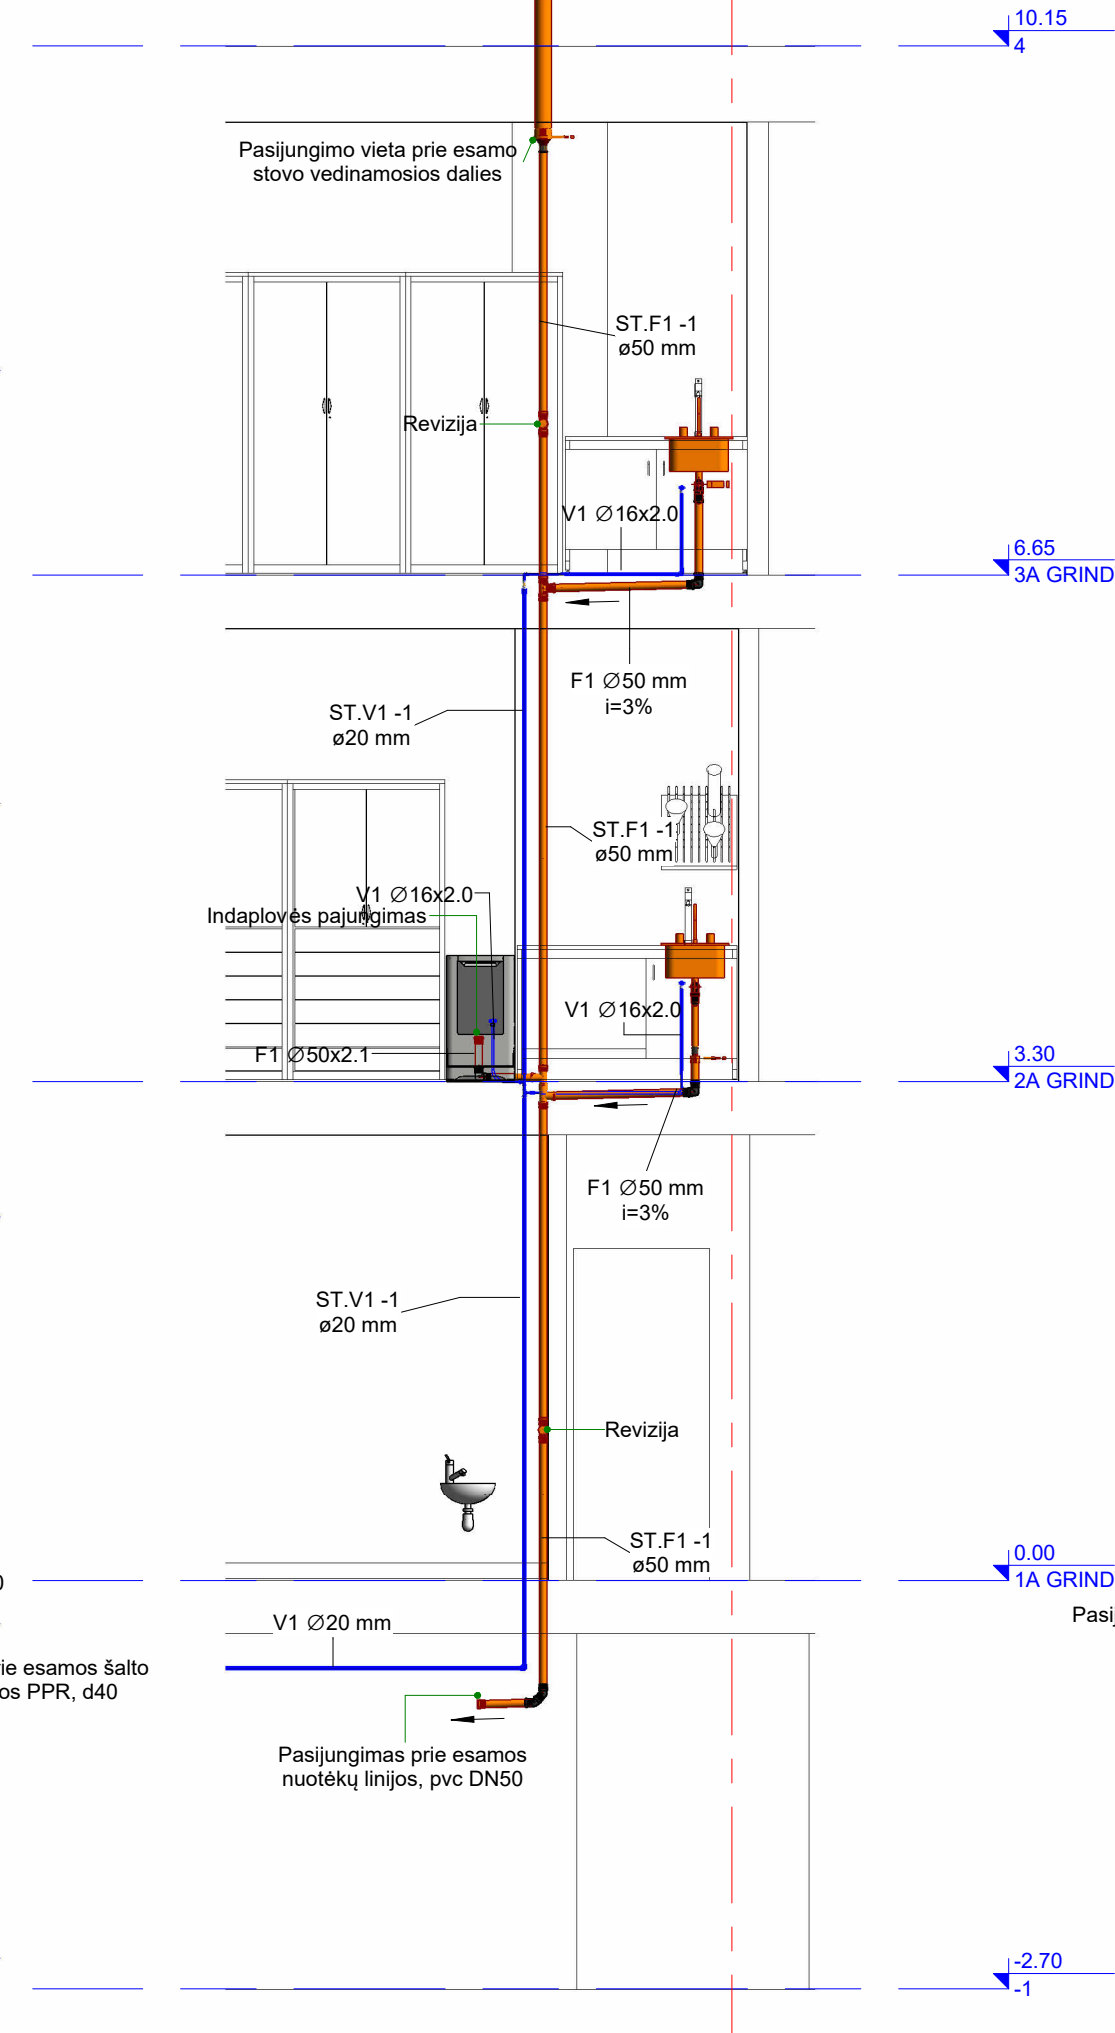 10.15
4
Pasijungimo vieta prie esamo
stovo vedinamosios dalies
ST.F1 -1
ø50 mm
Revizija
V1 ∅16x2.0
6.65
3A GRIND
F1 ∅50 mm
i=3%
ST.V1 -1
ø20 mm
ST.F1 -1
ø50 mm
V1 ∅16x2.0
Indaplovės pajungimas
V1 ∅16x2.0
F1 ∅50x2.1
3.30
2A GRIND
F1 ∅50 mm
i=3%
ST.V1 -1
ø20 mm
Revizija
ST.F1 -1
ø50 mm
0.00
1A GRIND
Pasij
V1 ∅20 mm
ie esamos šalto
os PPR, d40
Pasijungimas prie esamos
nuotėkų linijos, pvc DN50
-2.70
-1